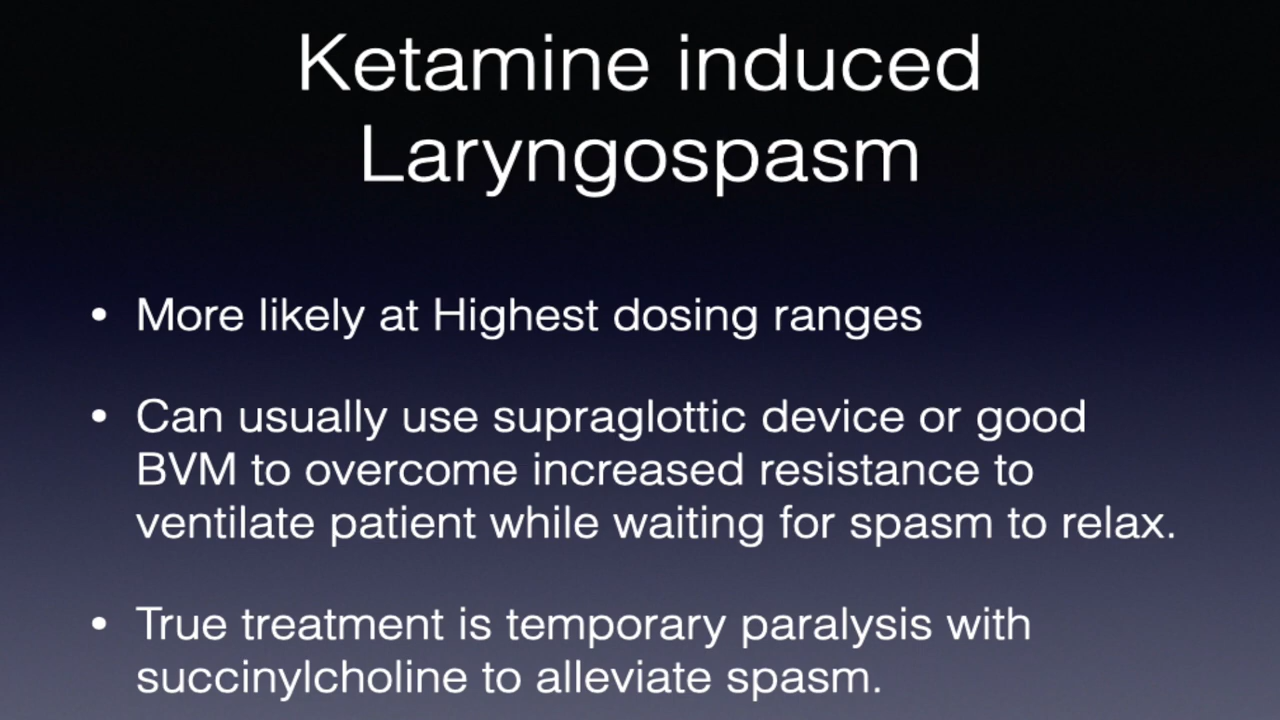 Ketamine induced
Laryngospasm
• More likely at Highest dosing ranges
• Can usually use supraglottic device or good
BVM to overcome increased resistance to
ventilate patient while waiting for spasm to relax.
• True treatment is temporary paralysis with
succinylcholine to alleviate spasm.